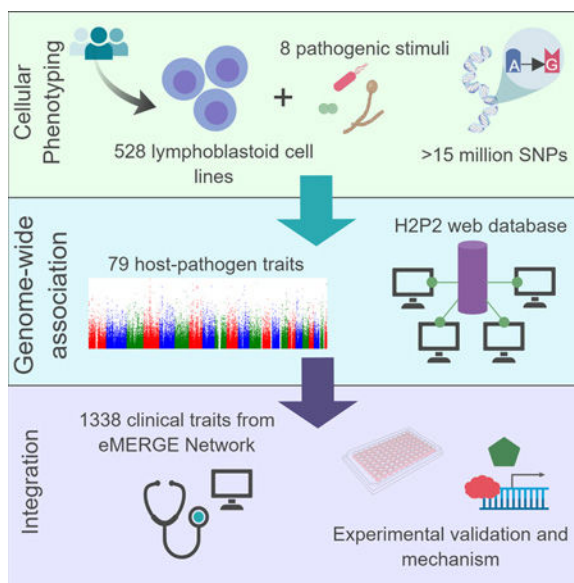 Cellular
Phenotyping
8 pathogenic stimuli
A
G
+
528 lymphoblastoid cell
lines
>15 million SNPs
Genome-wide
association
79 host-pathogen traits
H2P2 web database
Integration
1338 clinical traits from
eMERGE Network
Experimental validation and
mechanism